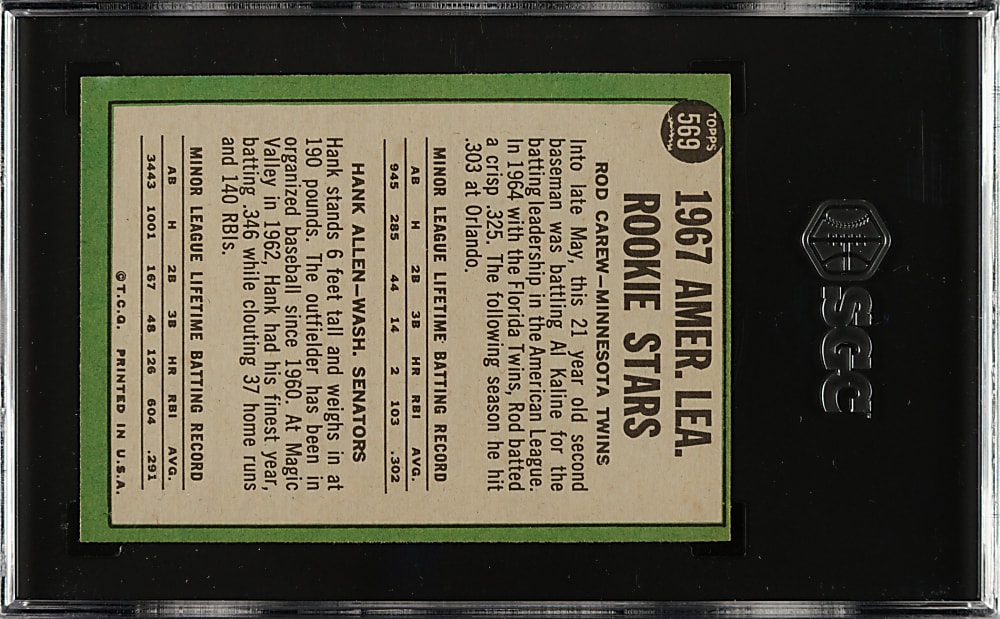 TOPPS
569
1967 AMER. LEA.
ROOKIE STARS
ROD CAREW—MINNESOTA TWINS
Into late May, this 21 year old second
baseman was battling Al Kaline for the
batting leadership in the American League.
In 1964 with the Florida Twins, Rod batted
a crisp .325. The following season he hit
.303 at Orlando.
MINOR LEAGUE LIFETIME BATTING RECORD
AB H 2B 3B HR RBI AVG.
945 285 44 14 2 103 .302
HANK ALLEN—WASH. SENATORS
Hank stands 6 feet tall and weighs in at
190 pounds. The outfielder has been in
organized baseball since 1960. At Magic
Valley in 1962, Hank had his finest year,
batting .346 while clouting 37 home runs
and 140 RBIs.
MINOR LEAGUE LIFETIME BATTING RECORD
AB H 2B 3B HR RBI AVG.
3443 1001 167 48 126 604 .291
©T.C.G. PRINTED IN U.S.A.
SGC